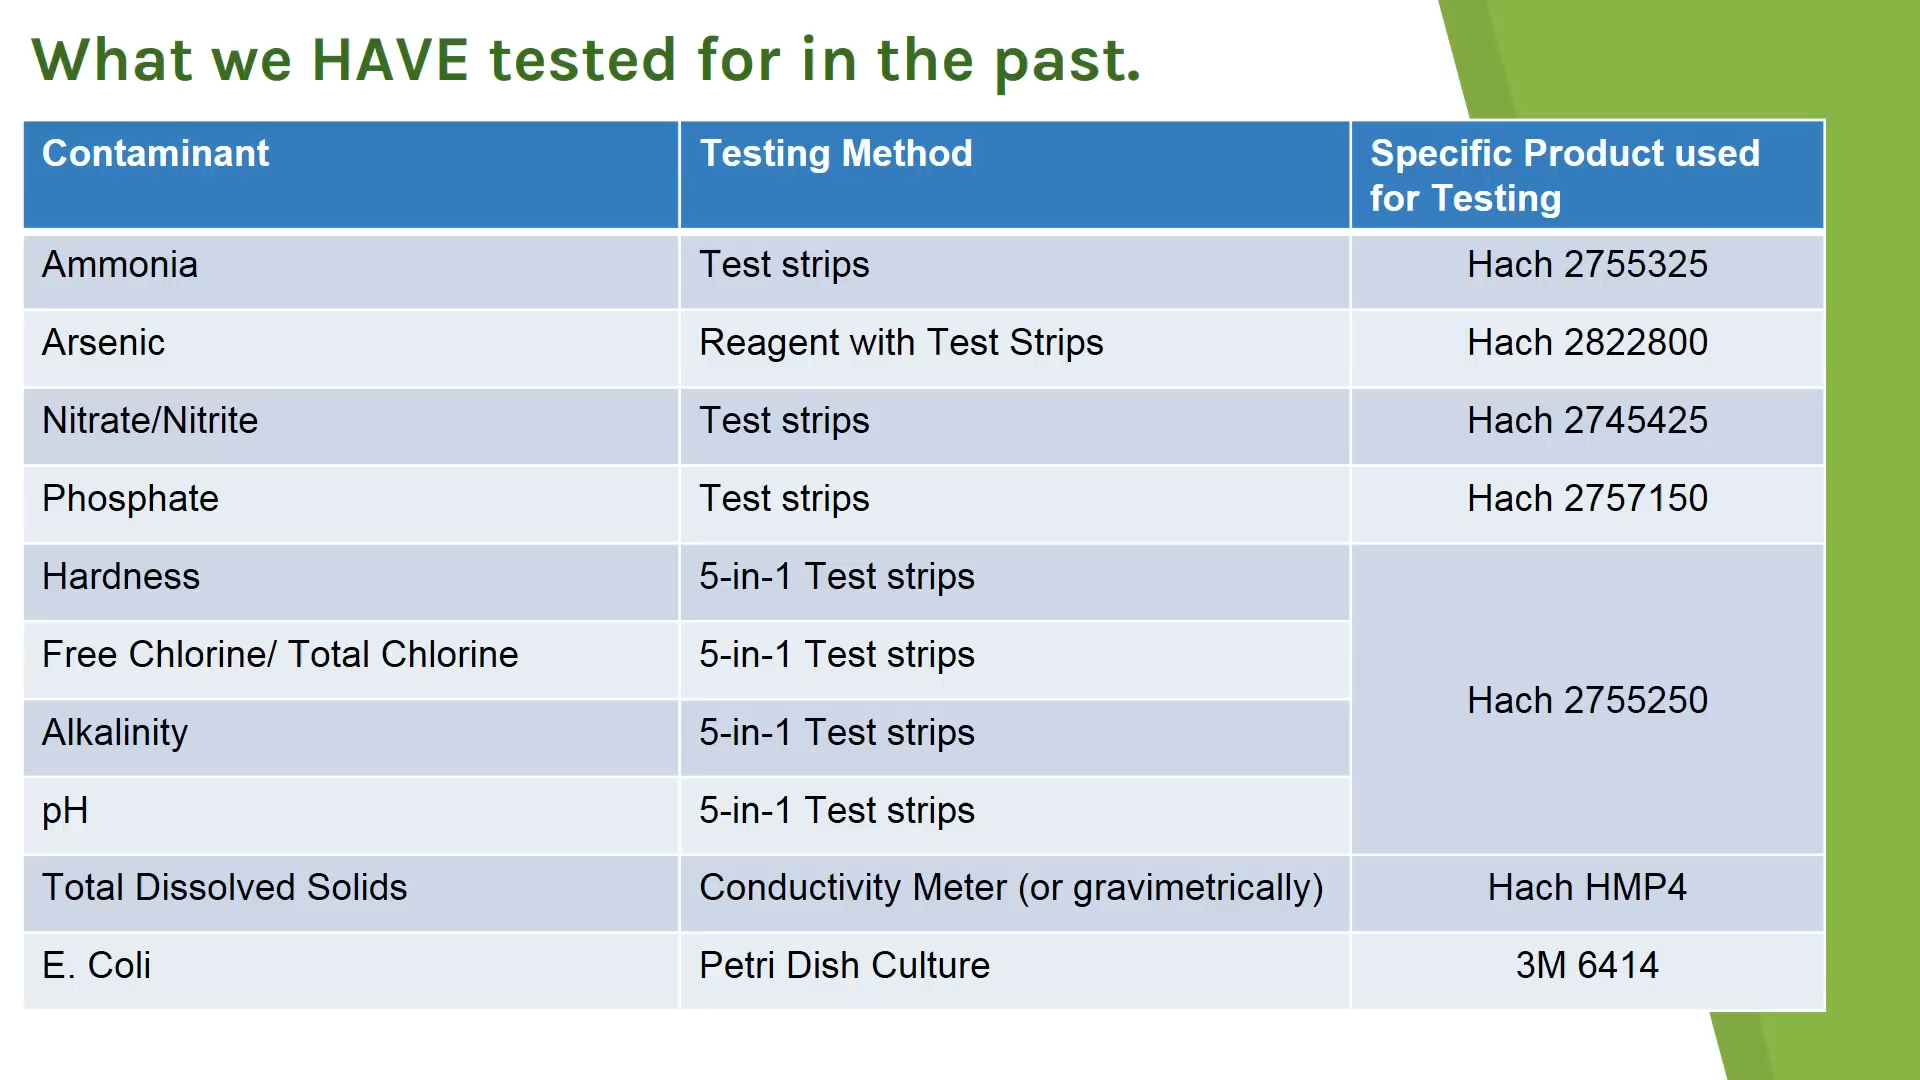 What we HAVE tested for in the past.
Contaminant Testing Method Specific Product used
for Testing
Ammonia Test strips Hach 2755325
Arsenic Reagent with Test Strips Hach 2822800
Nitrate/Nitrite Test strips Hach 2745425
Phosphate Test strips Hach 2757150
Hardness 5-in-1 Test strips
Free Chlorine/ Total Chlorine 5-in-1 Test strips
Hach 2755250
Alkalinity 5-in-1 Test strips
pH 5-in-1 Test strips
Total Dissolved Solids Conductivity Meter (or gravimetrically) Hach HMP4
E. Coli Petri Dish Culture 3M 6414